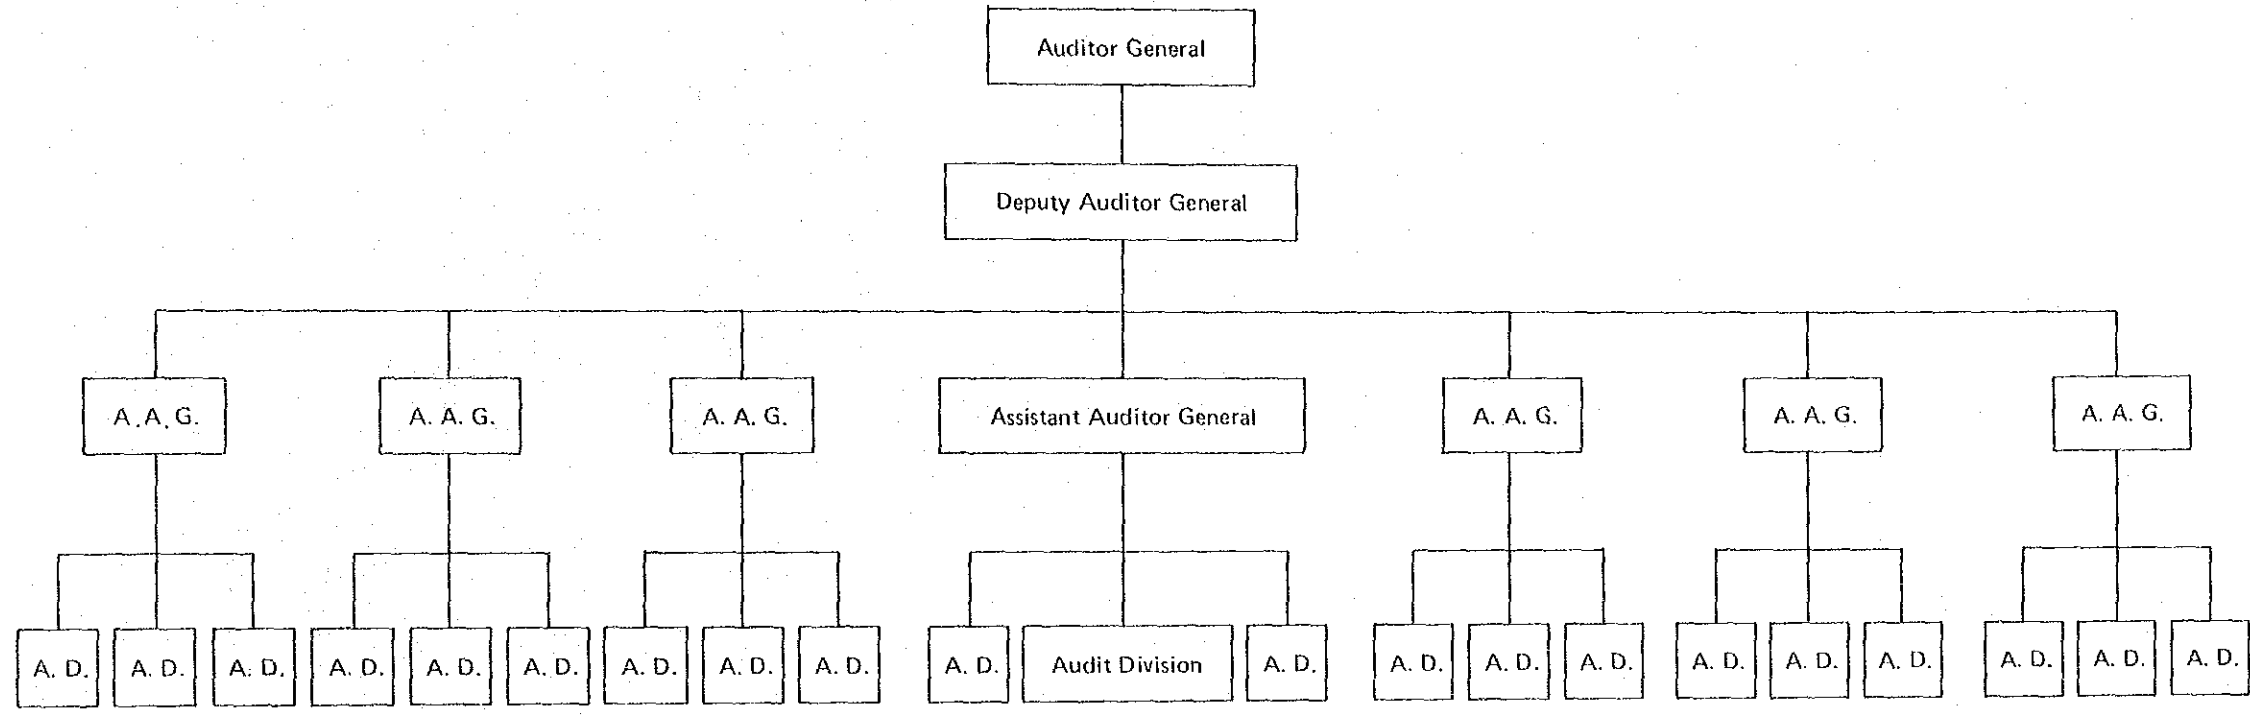 Auditor General
Deputy Auditor General
A.A.G.
A. A. G.
A. A. G.
Assistant Auditor General
A. A. G.
A. A. G.
A. A. G.
A. D.
A. D.
A. D.
A. D.
A. D.
A. D.
A. D.
A. D.
A. D.
A. D.
Audit Division
A. D.
A. D.
A. D.
A. D.
A. D.
A. D.
A. D.
A. D.
A. D.
A. D.